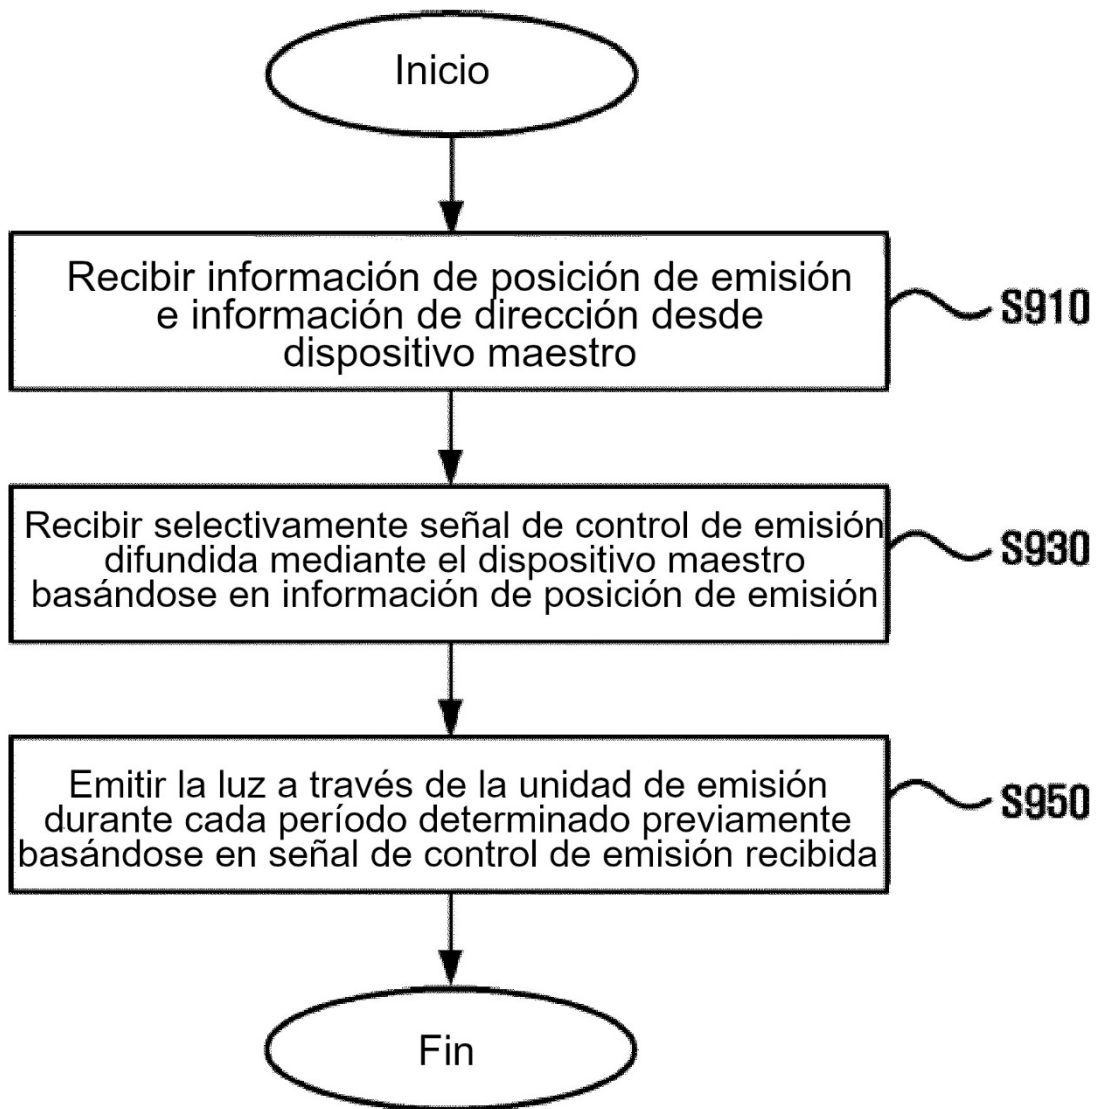 Inicio
Recibir información de posición de emisión
e información de dirección desde
dispositivo maestro
S910
Recibir selectivamente señal de control de emisión
difundida mediante el dispositivo maestro
basándose en información de posición de emisión
S930
Emitir la luz a través de la unidad de emisión
durante cada período determinado previamente
basándose en señal de control de emisión recibida
S950
Fin